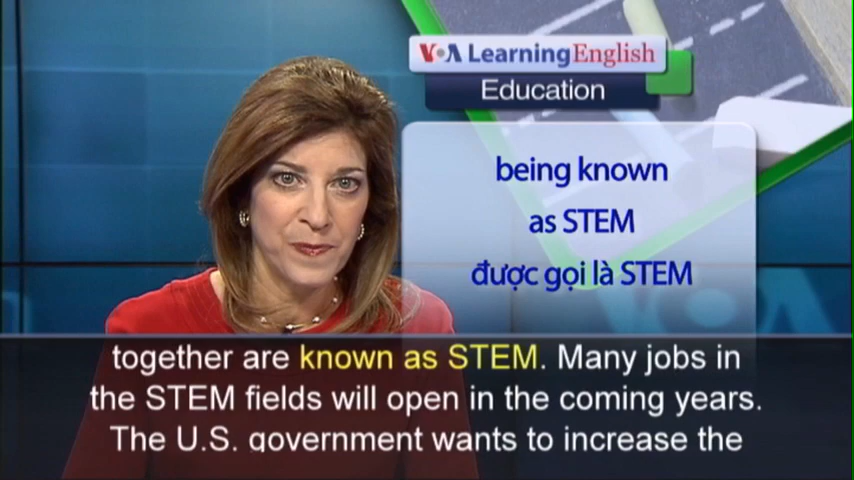 VOA Learning English
Education
being known
as STEM
được gọi là STEM
together are known as STEM. Many jobs in
the STEM fields will open in the coming years.
The U.S. government wants to increase the